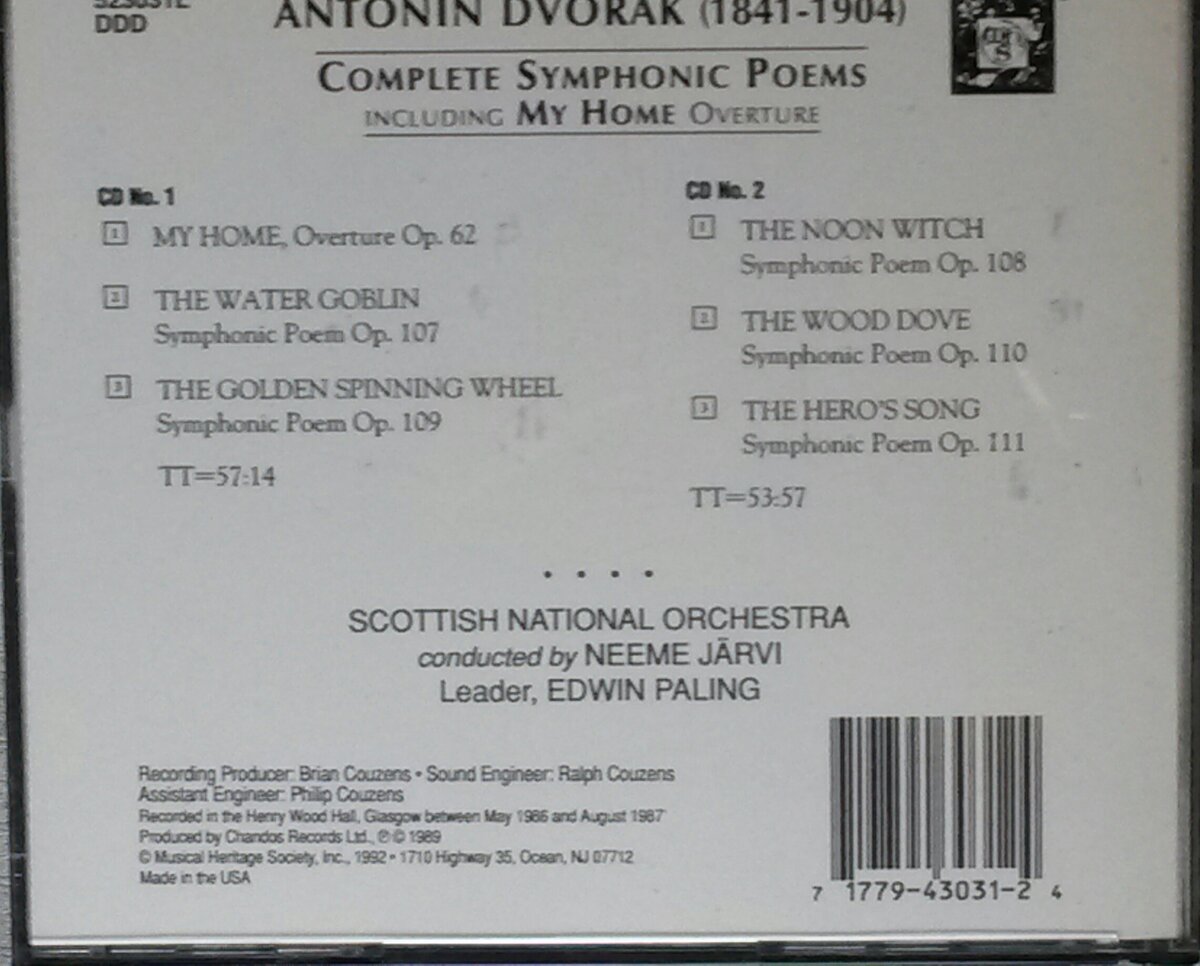 DDD
ANTONÍN DVOŘÁK (1841-1904)
COMPLETE SYMPHONIC POEMS
INCLUDING MY HOME OVERTURE
CD No. 1
1 MY HOME, Overture Op. 62
2 THE WATER GOBLIN
Symphonic Poem Op. 107
3 THE GOLDEN SPINNING WHEEL
Symphonic Poem Op. 109
TT=57:14
CD No. 2
1 THE NOON WITCH
Symphonic Poem Op. 108
2 THE WOOD DOVE
Symphonic Poem Op. 110
3 THE HERO'S SONG
Symphonic Poem Op. 111
TT=53:57
SCOTTISH NATIONAL ORCHESTRA
conducted by NEEME JÄRVI
Leader, EDWIN PALING
Recording Producer: Brian Couzens • Sound Engineer: Ralph Couzens
Assistant Engineer: Philip Couzens
Recorded in the Henry Wood Hall, Glasgow between May 1986 and August 1987
Produced by Chandos Records Ltd., ℗ © 1989
© Musical Heritage Society, Inc., 1992 • 1710 Highway 35, Ocean, NJ 07712
Made in the USA
7 1779-43031-2 4